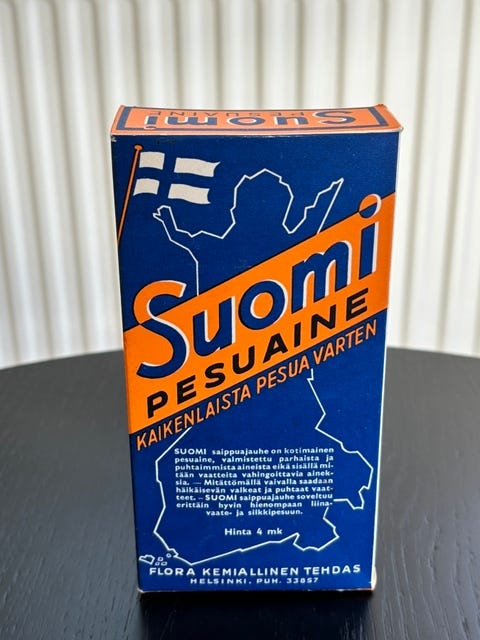 Suomi
PESUAINE
Suomi
PESUAINE
KAIKENLAISTA PESUA VARTEN
SUOMI saippuajauhe on kotimainen
pesuaine, valmistettu parhaista ja
puhtaimmista aineista eikä sisällä mi-
tään vaatteita vahingoittavia ainek-
sia. — Mitättömällä vaivalla saadaan
häikäisevän valkeat ja puhtaat vaat-
teet. – SUOMI saippuajauhe soveltuu
erittäin hyvin hienompaan liina-
vaate- ja silkkipesuun.
Hinta 4 mk
FLORA KEMIALLINEN TEHDAS
HELSINKI, PUH. 33857